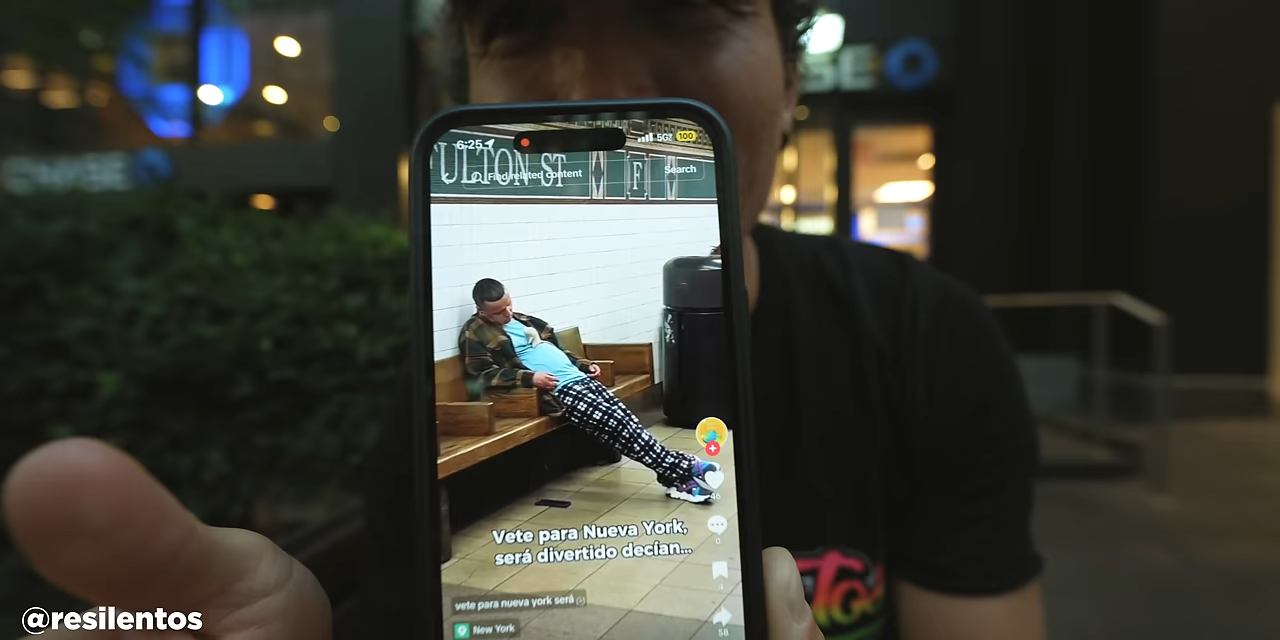 6:25
5G
100
ULTON ST
F
Find related content
Search
Vete para Nueva York,
será divertido decían...
46
0
4
58
vete para nueva york será
New York
@resilentos